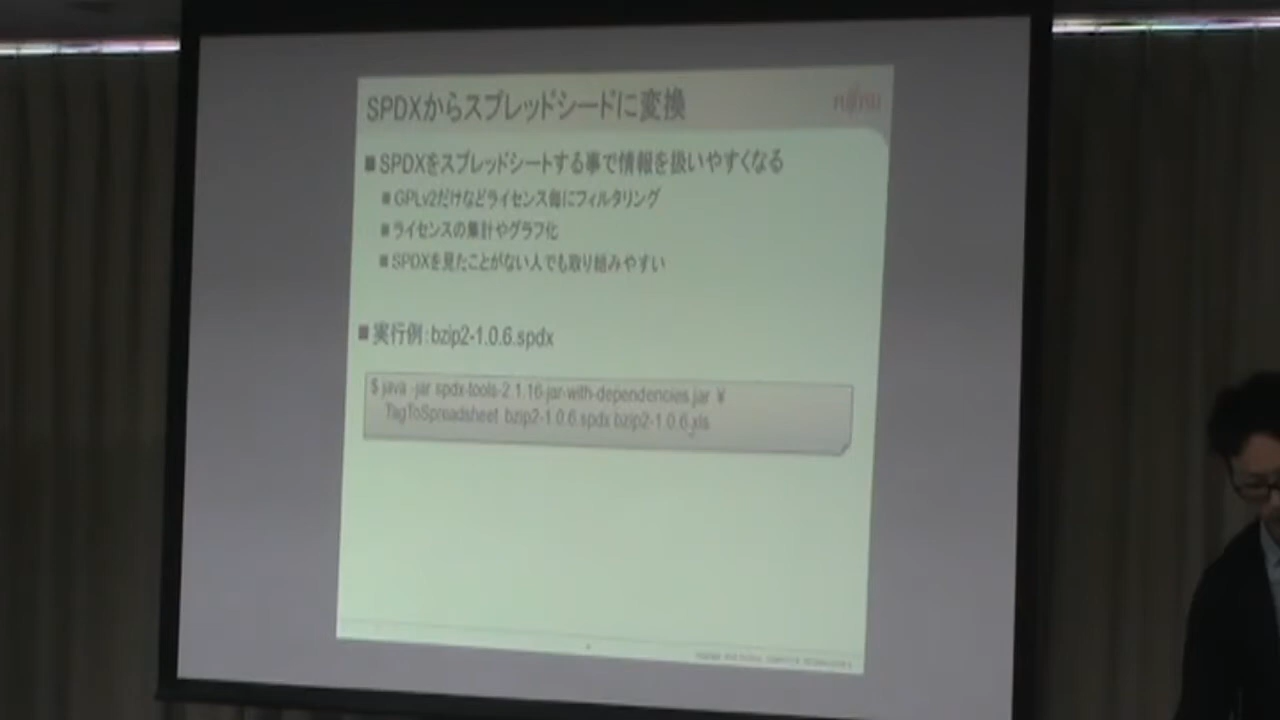 SPDXからスプレッドシードに変換
FUJITSU
■SPDXをスプレッドシートする事で情報を扱いやすくなる
■GPLv2だけなどライセンス毎にフィルタリング
■ライセンスの集計やグラフ化
■SPDXを見たことがない人でも取り組みやすい
■実行例:bzip2-1.0.6.spdx
$ java -jar spdx-tools-2.1.16-jar-with-dependencies.jar ¥
TagToSpreadsheet bzip2-1.0.6.spdx bzip2-1.0.6.xls